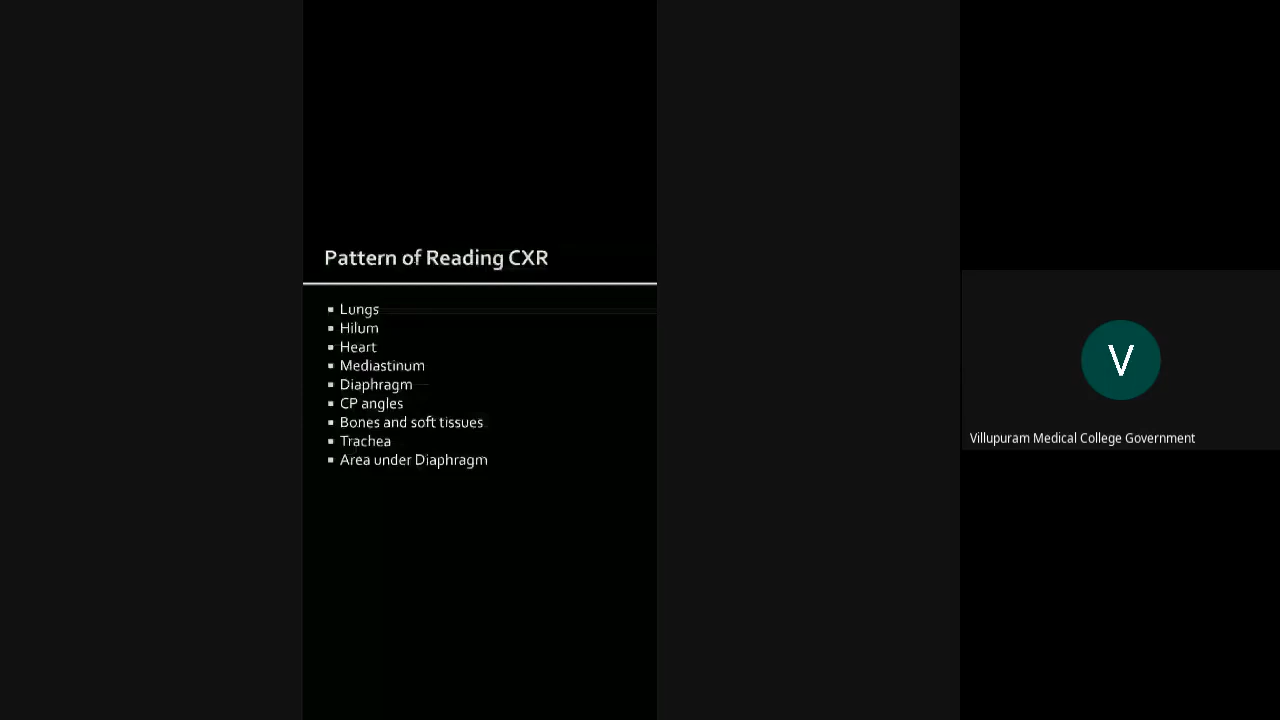 Pattern of Reading CXR
Lungs
Hilum
Heart
Mediastinum
Diaphragm
CP angles
Bones and soft tissues
Trachea
Area under Diaphragm
V
Villupuram Medical College Government